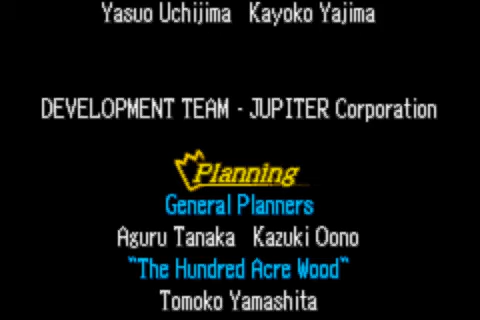 Yasuo Uchijima Kayoko Yajima
DEVELOPMENT TEAM - JUPITER Corporation
Planning
General Planners
Aguru Tanaka Kazuki Oono
"The Hundred Acre Wood"
Tomoko Yamashita